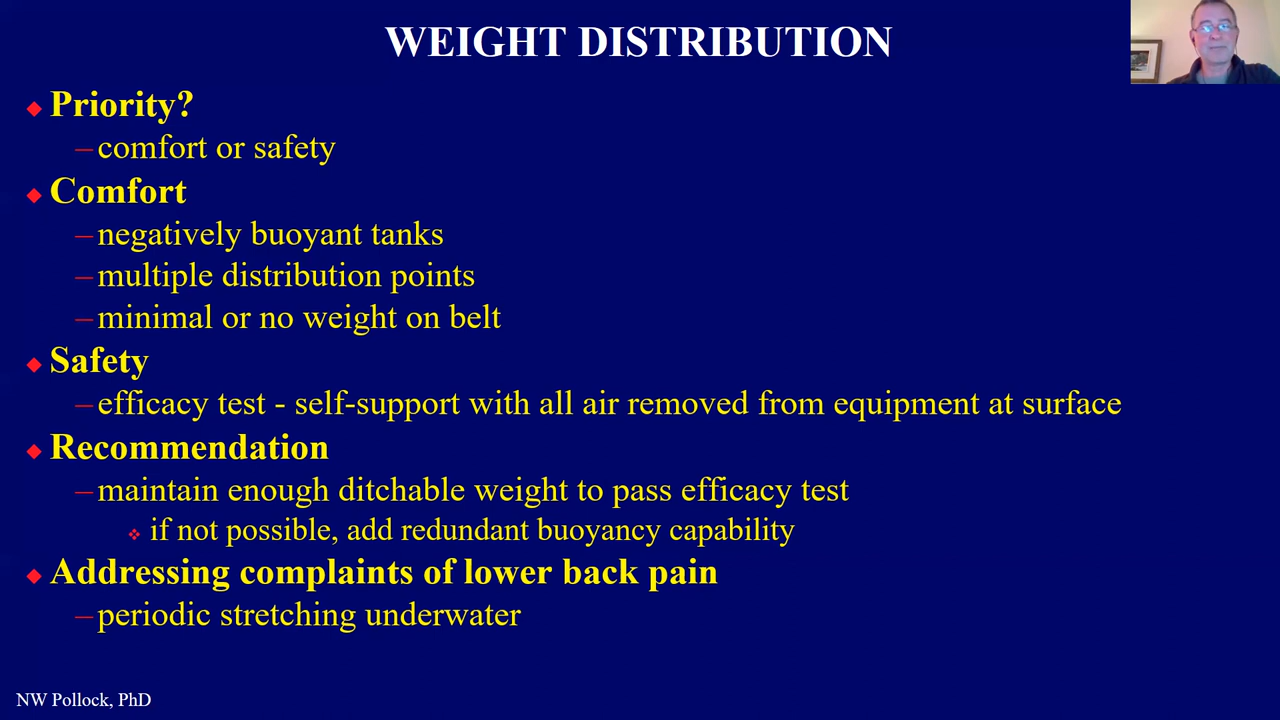 WEIGHT DISTRIBUTION
Priority?
–comfort or safety
Comfort
–negatively buoyant tanks
–multiple distribution points
–minimal or no weight on belt
Safety
–efficacy test - self-support with all air removed from equipment at surface
Recommendation
–maintain enough ditchable weight to pass efficacy test
if not possible, add redundant buoyancy capability
Addressing complaints of lower back pain
–periodic stretching underwater
NW Pollock, PhD